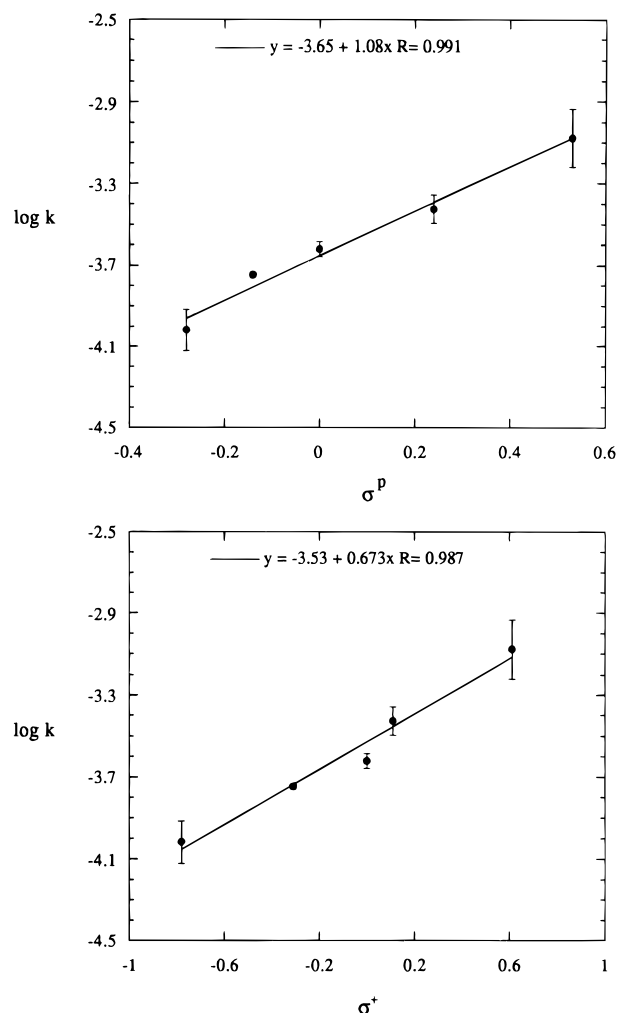 -2.5
y = -3.65 + 1.08x R= 0.991
-2.9
-3.3
log k
-3.7
-4.1
-4.5
-0.4 -0.2 0 0.2 0.4 0.6
σp
-2.5
y = -3.53 + 0.673x R= 0.987
-2.9
-3.3
log k
-3.7
-4.1
-4.5
-1 -0.6 -0.2 0.2 0.6 1
σ+